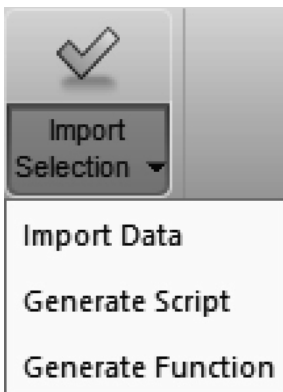 Import
Selection
Import Data
Generate Script
Generate Function